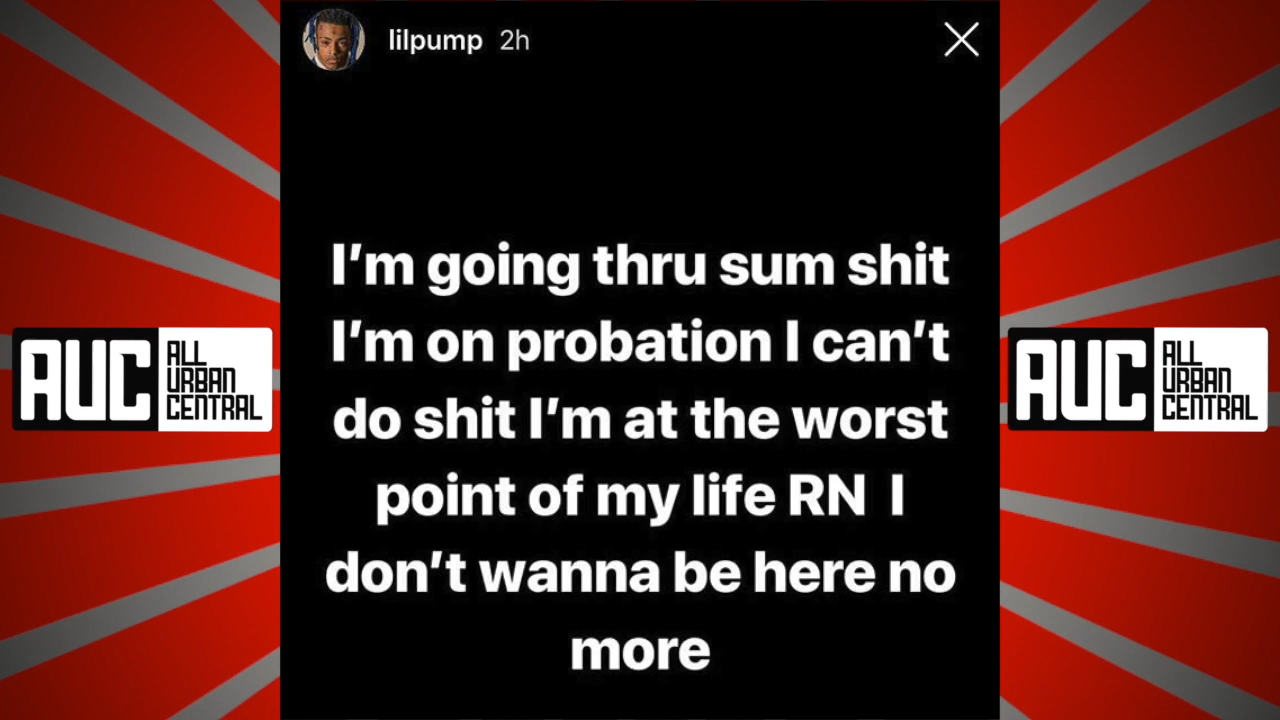 lilpump 2h
I'm going thru sum shit
I'm on probation I can't
do shit I'm at the worst
point of my life RN I
don't wanna be here no
more
AUC ALL
URBAN
CENTRAL
AUC ALL
URBAN
CENTRAL